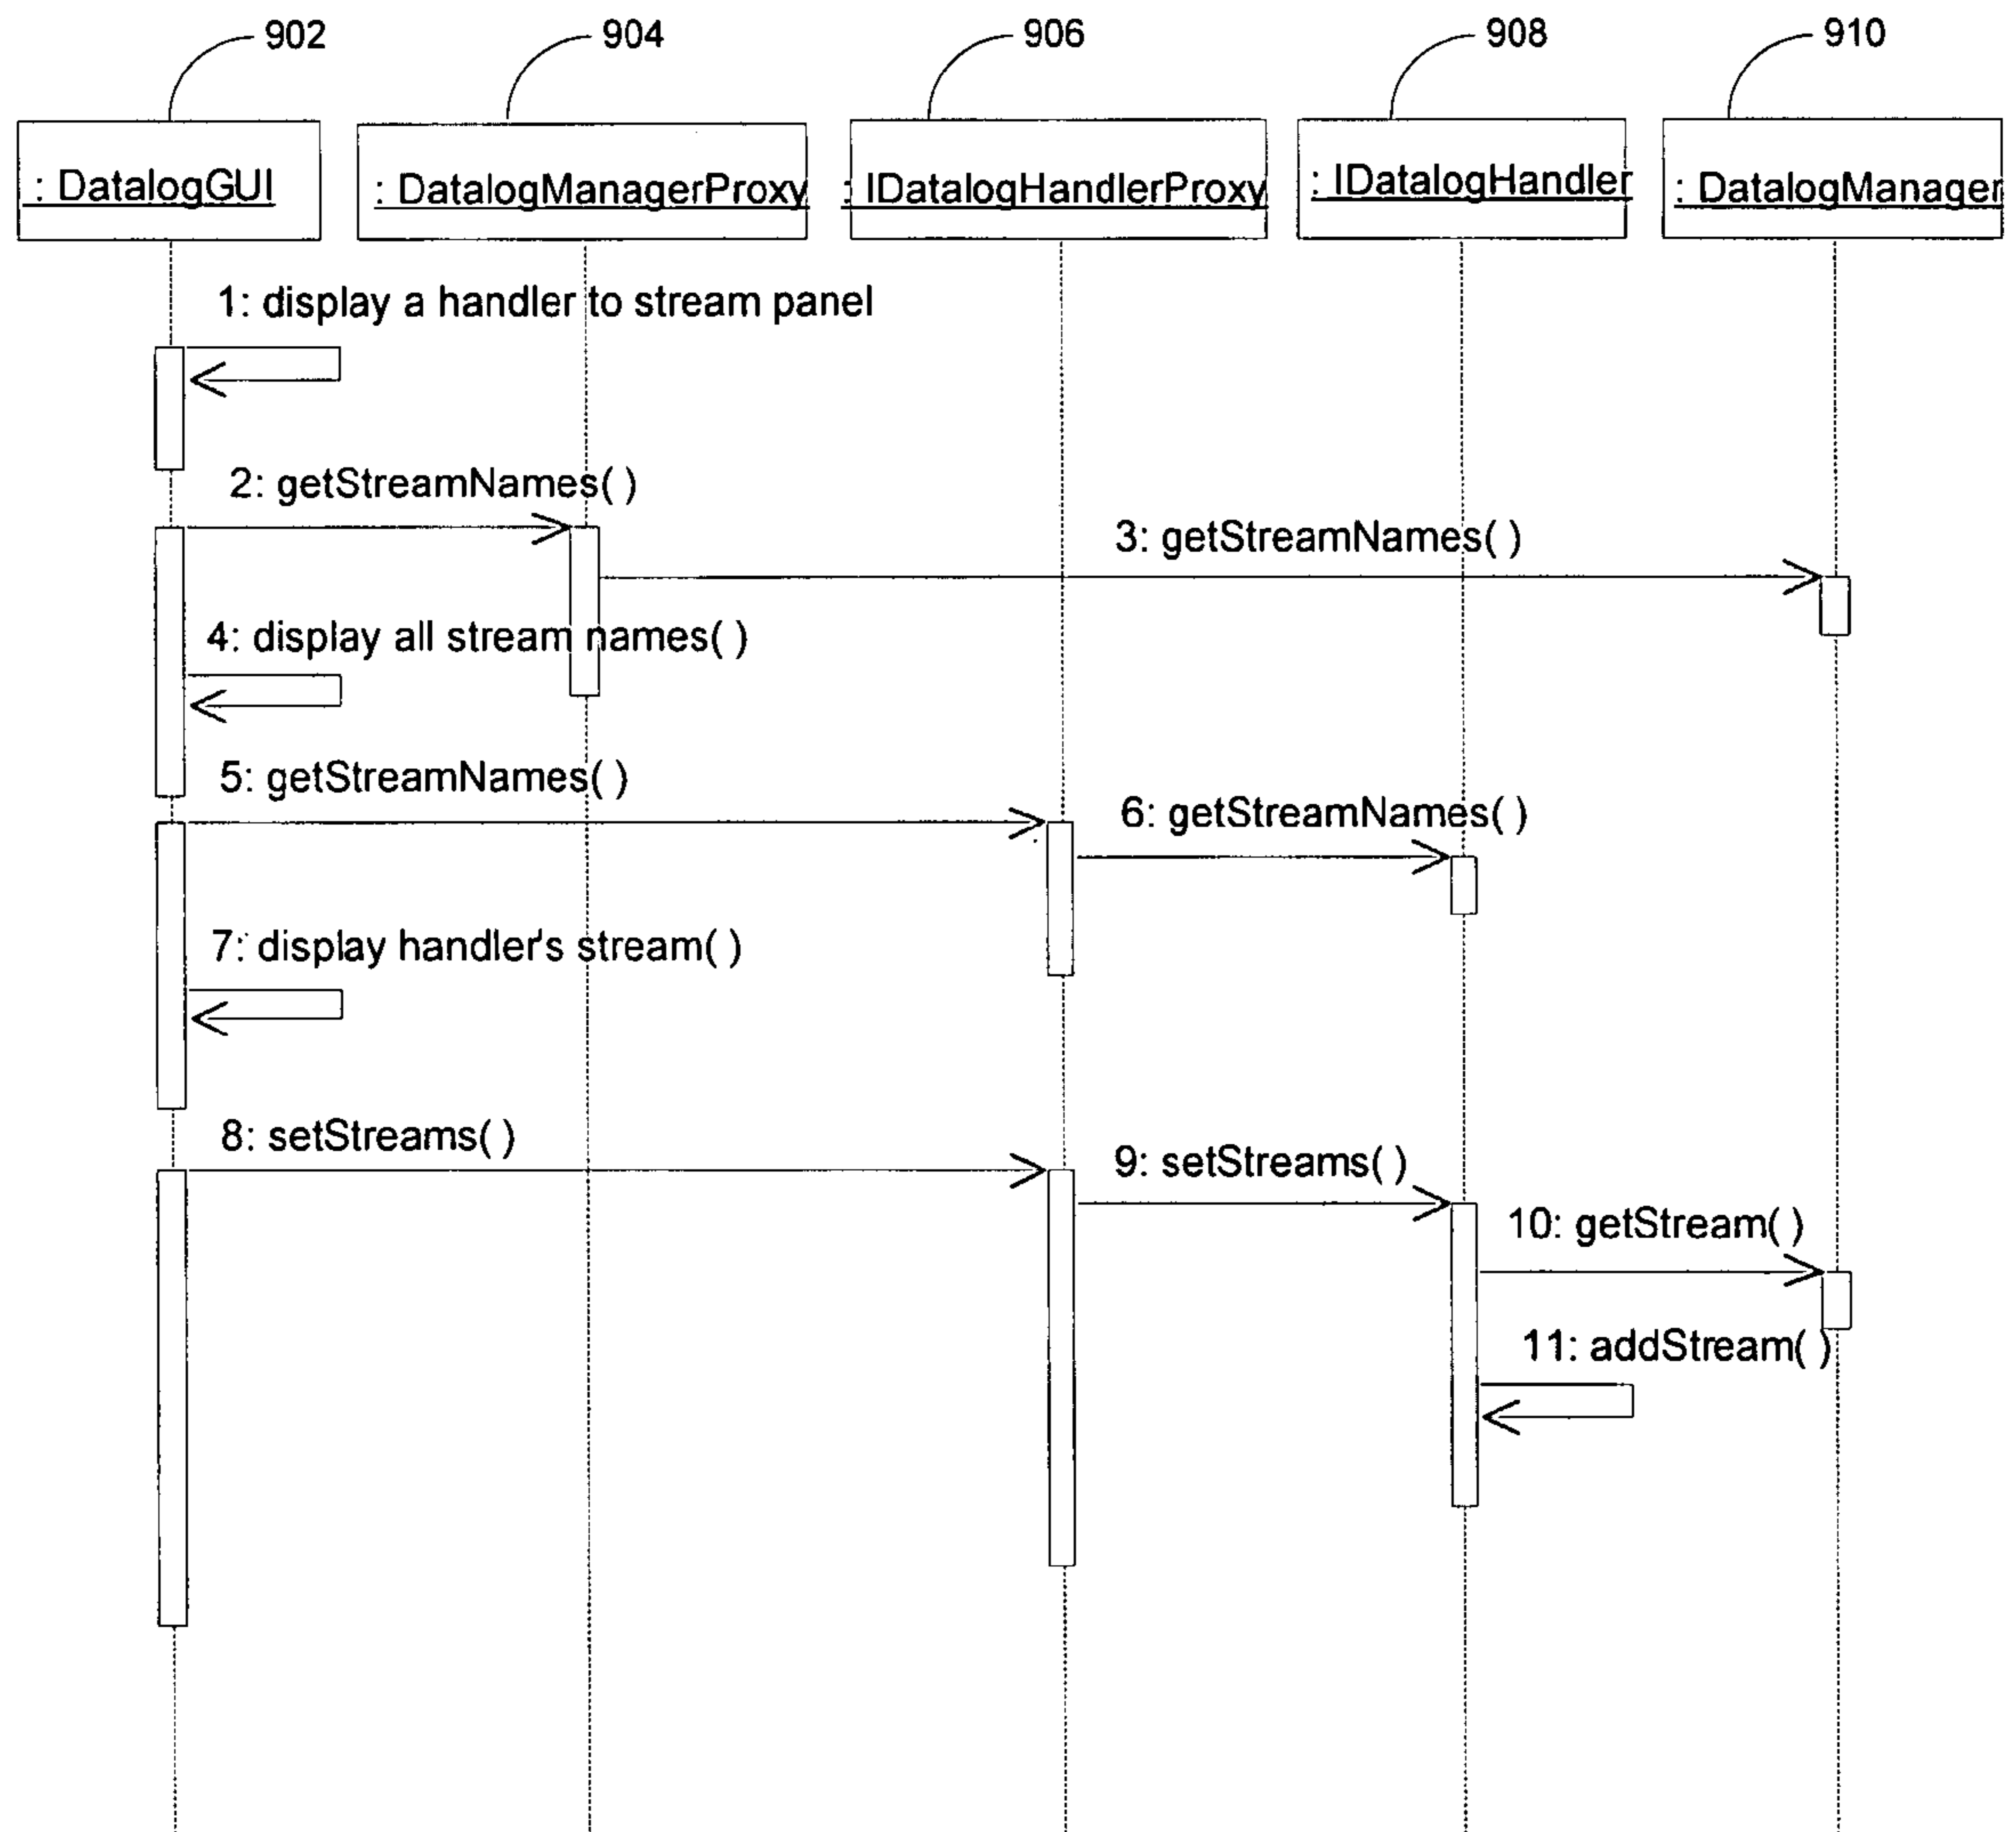 902
904
906
908
910
: DatalogGUI
: DatalogManagerProxy
: IDatalogHandlerProxy
: IDatalogHandler
: DatalogManager
1: display a handler to stream panel
2: getStreamNames( )
3: getStreamNames( )
4: display all stream names( )
5: getStreamNames( )
6: getStreamNames( )
7: display handler's stream( )
8: setStreams( )
9: setStreams( )
10: getStream( )
11: addStream( )